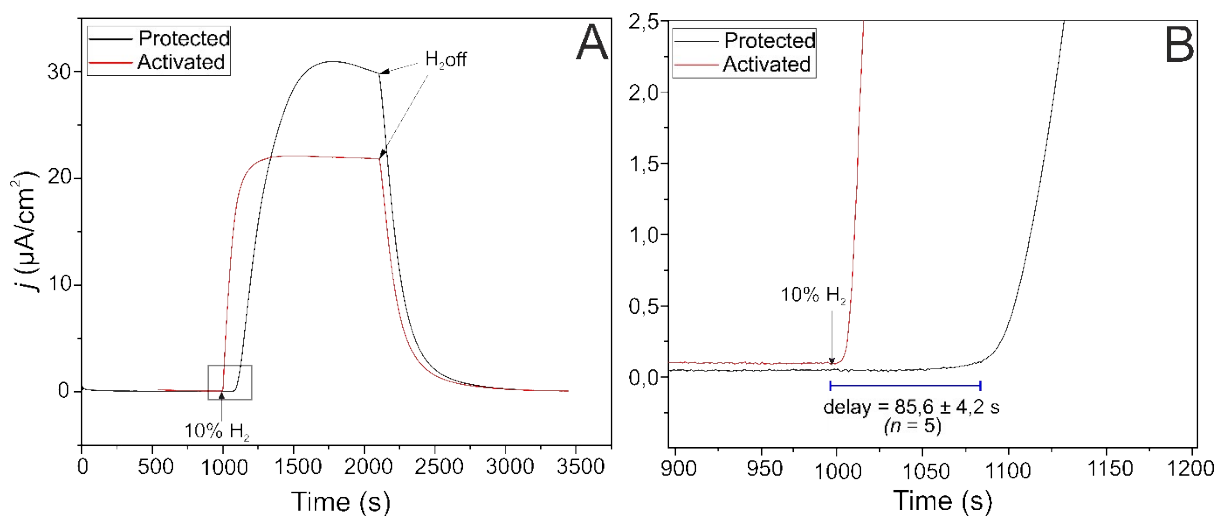 Protected
Activated
A
H₂off
30
20
10
0
j (µA/cm²)
10% H₂
0
500
1000
1500
2000
2500
3000
3500
Time (s)
2,5
2,0
1,5
1,0
0,5
0,0
Protected
Activated
B
10% H₂
delay = 85,6 ± 4,2 s
(n = 5)
900
950
1000
1050
1100
1150
1200
Time (s)